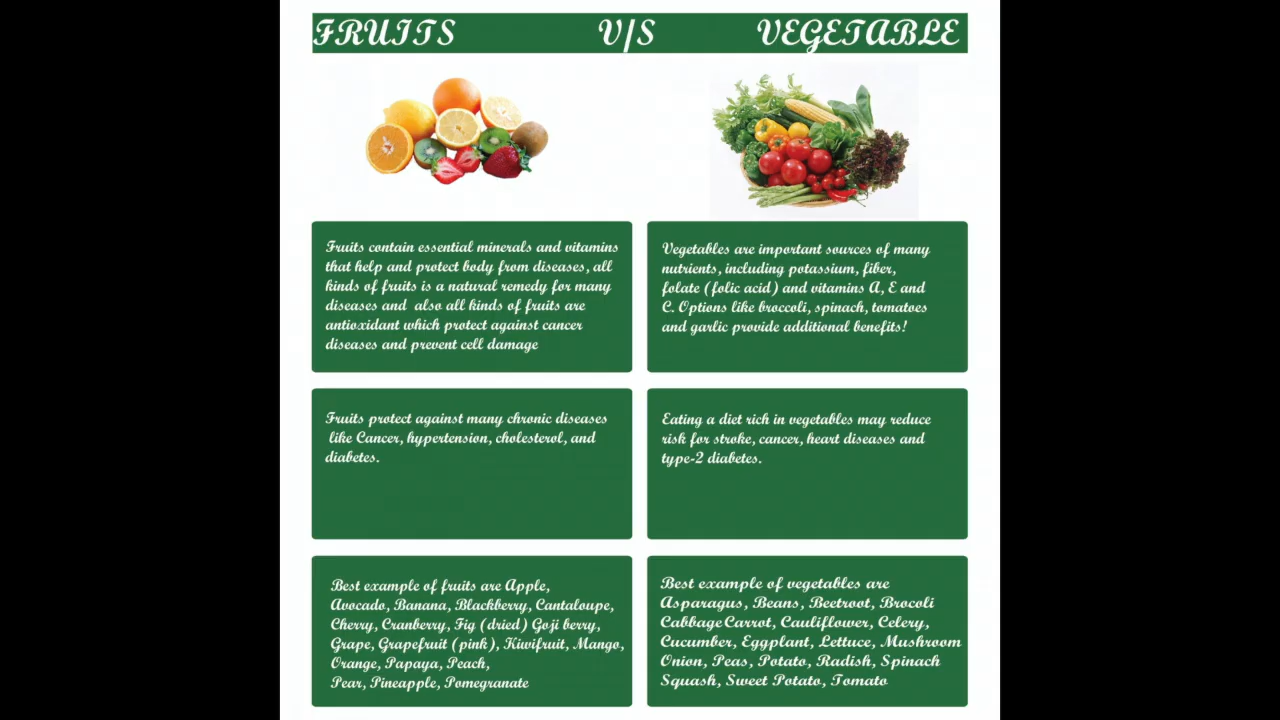 FRUITS V/S VEGETABLE
Fruits contain essential minerals and vitamins
that help and protect body from diseases, all
kinds of fruits is a natural remedy for many
diseases and also all kinds of fruits are
antioxidant which protect against cancer
diseases and prevent cell damage
Vegetables are important sources of many
nutrients, including potassium, fiber,
folate (folic acid) and vitamins A, E and
C. Options like broccoli, spinach, tomatoes
and garlic provide additional benefits!
Fruits protect against many chronic diseases
like Cancer, hypertension, cholesterol, and
diabetes.
Eating a diet rich in vegetables may reduce
risk for stroke, cancer, heart diseases and
type-2 diabetes.
Best example of fruits are Apple,
Avocado, Banana, Blackberry, Cantaloupe,
Cherry, Cranberry, Fig (dried) Goji berry,
Grape, Grapefruit (pink), Kiwifruit, Mango,
Orange, Papaya, Peach,
Pear, Pineapple, Pomegranate
Best example of vegetables are
Asparagus, Beans, Beetroot, Brocoli
Cabbage Carrot, Cauliflower, Celery,
Cucumber, Eggplant, Lettuce, Mushroom
Onion, Peas, Potato, Radish, Spinach
Squash, Sweet Potato, Tomato